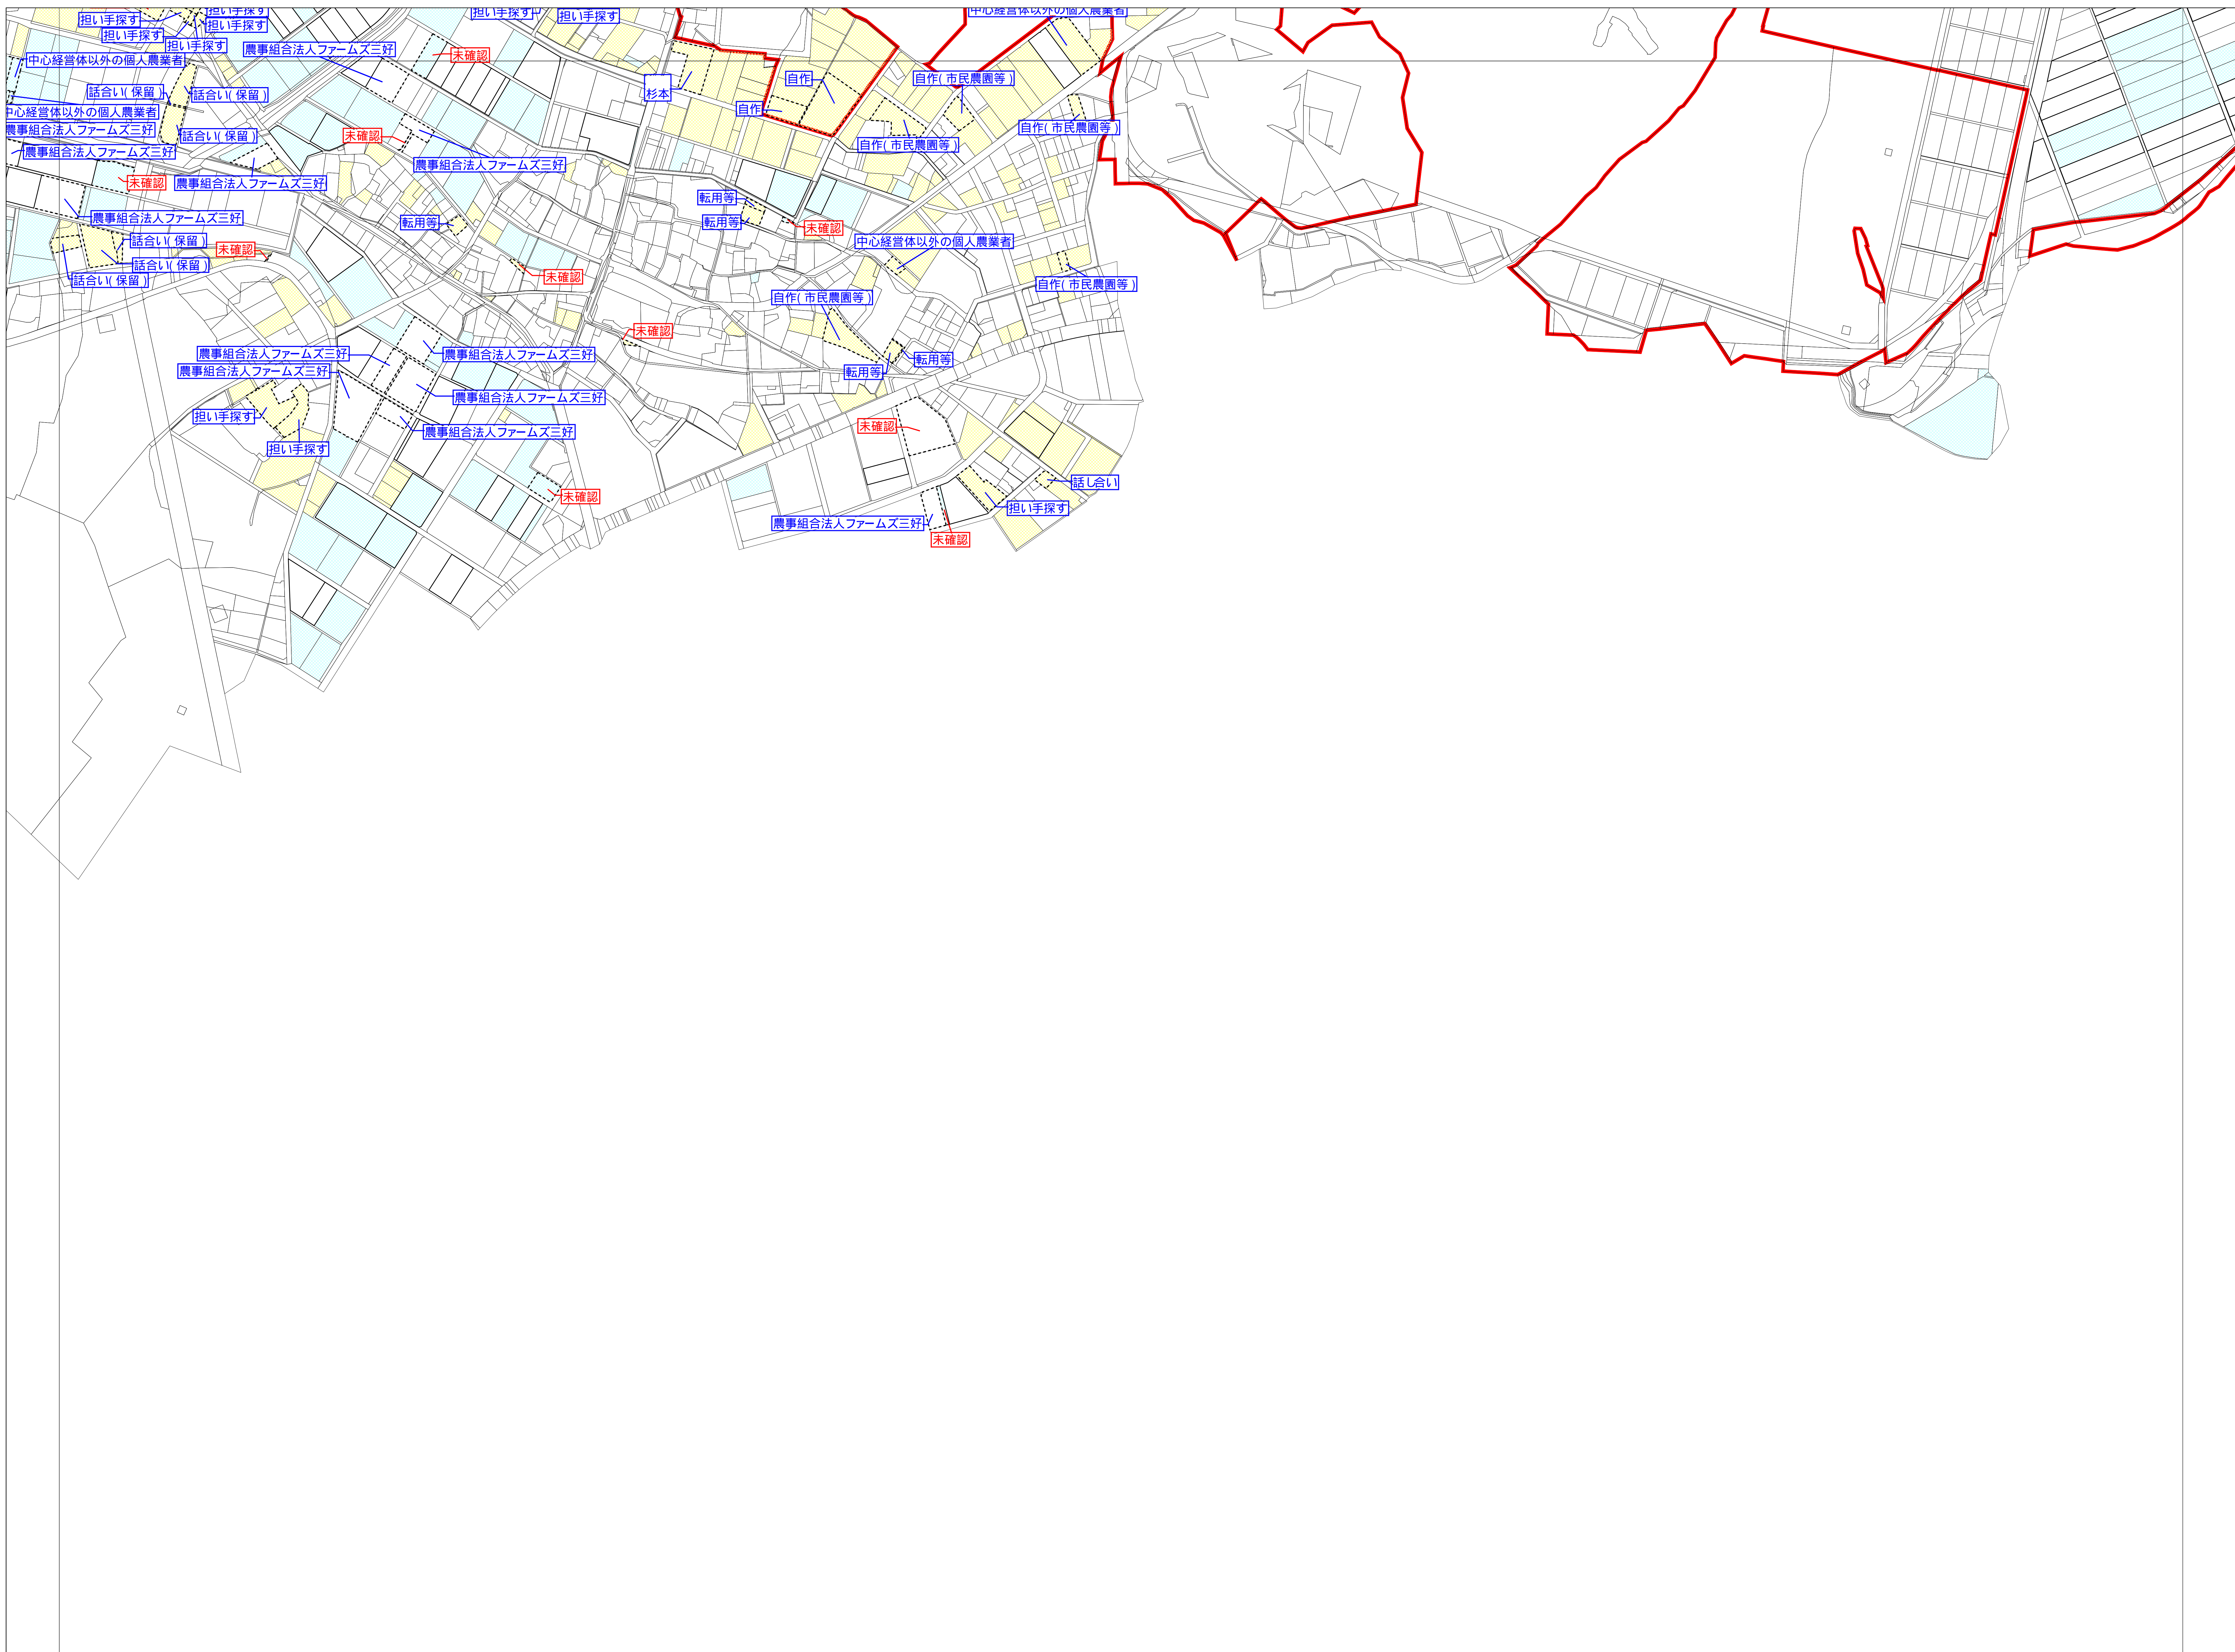 担い手探す
担い手探す
担い手探す
担い手探す
担い手探す
担い手探す
担い手探す
中心経営体以外の個人農業者
農事組合法人ファームズ三好
未確認
中心経営体以外の個人農業者
話合い( 保留 )
話合い( 保留 )
杉本
自作
自作
自作( 市民農園等 )
中心経営体以外の個人農業者
農事組合法人ファームズ三好
話合い( 保留 )
未確認
自作( 市民農園等 )
自作( 市民農園等 )
農事組合法人ファームズ三好
農事組合法人ファームズ三好
未確認
農事組合法人ファームズ三好
転用等
農事組合法人ファームズ三好
転用等
転用等
未確認
話合い( 保留 )
未確認
中心経営体以外の個人農業者
話合い( 保留 )
話合い( 保留 )
未確認
自作( 市民農園等 )
自作( 市民農園等 )
未確認
農事組合法人ファームズ三好
農事組合法人ファームズ三好
転用等
農事組合法人ファームズ三好
転用等
農事組合法人ファームズ三好
担い手探す
未確認
農事組合法人ファームズ三好
担い手探す
話し合い
未確認
担い手探す
農事組合法人ファームズ三好
未確認